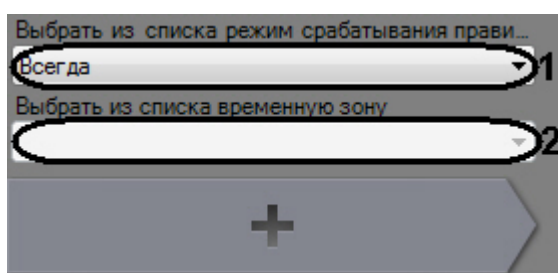 Выбрать из списка режим срабатывания прави...
Всегда
1
Выбрать из списка временную зону
2